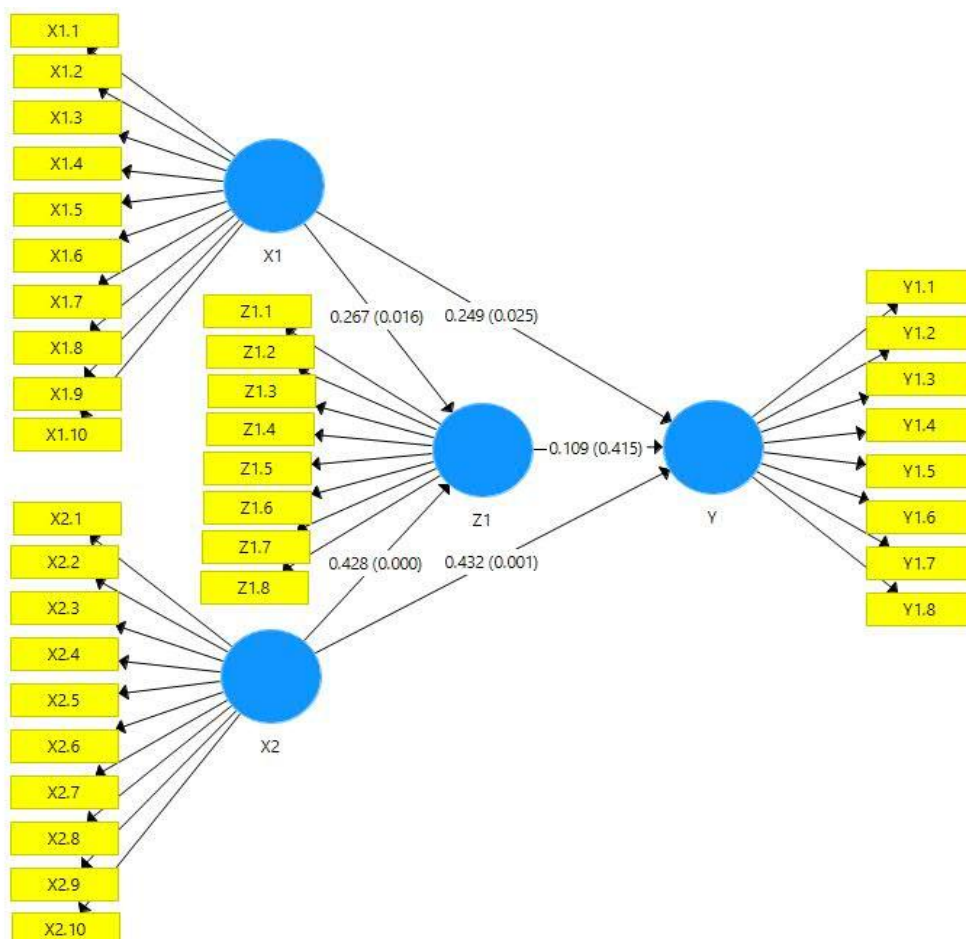 X1.1
X1.2
X1.3
X1.4
X1.5
X1.6
X1.7
X1.8
X1.9
X1.10
X1
0.267 (0.016)
0.249 (0.025)
Z1.1
Z1.2
Z1.3
Z1.4
Z1.5
Z1.6
Z1.7
Z1.8
Z1
0.109 (0.415)
Y1.1
Y1.2
Y1.3
Y1.4
Y1.5
Y1.6
Y1.7
Y1.8
Y
0.428 (0.000)
0.432 (0.001)
X2.1
X2.2
X2.3
X2.4
X2.5
X2.6
X2.7
X2.8
X2.9
X2.10
X2